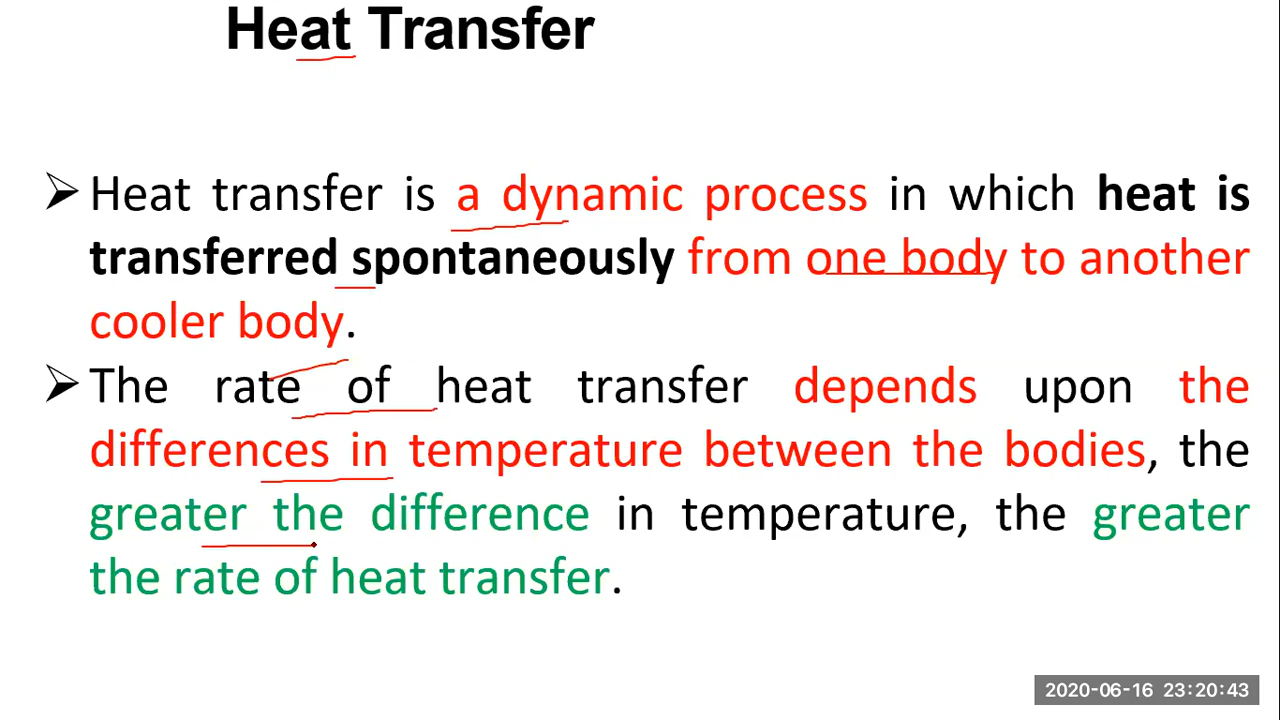 Heat Transfer
➢ Heat transfer is a dynamic process in which heat is
transferred spontaneously from one body to another
cooler body.
➢ The rate of heat transfer depends upon the
differences in temperature between the bodies, the
greater the difference in temperature, the greater
the rate of heat transfer.
2020-06-16 23:20:43